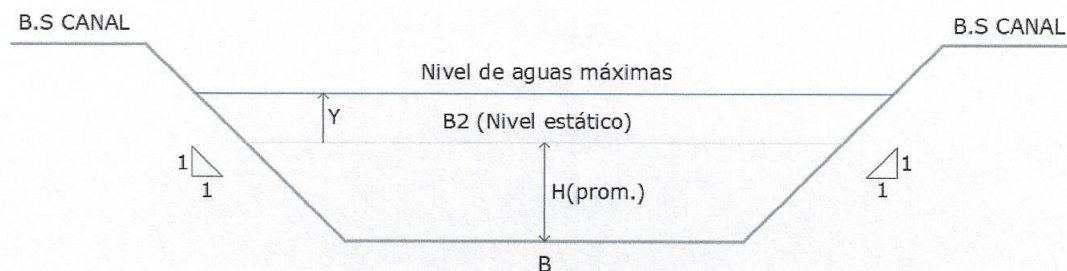 B.S CANAL
B.S CANAL
Nivel de aguas máximas
Y
B2 (Nivel estático)
1
1
H(prom.)
1
1
B